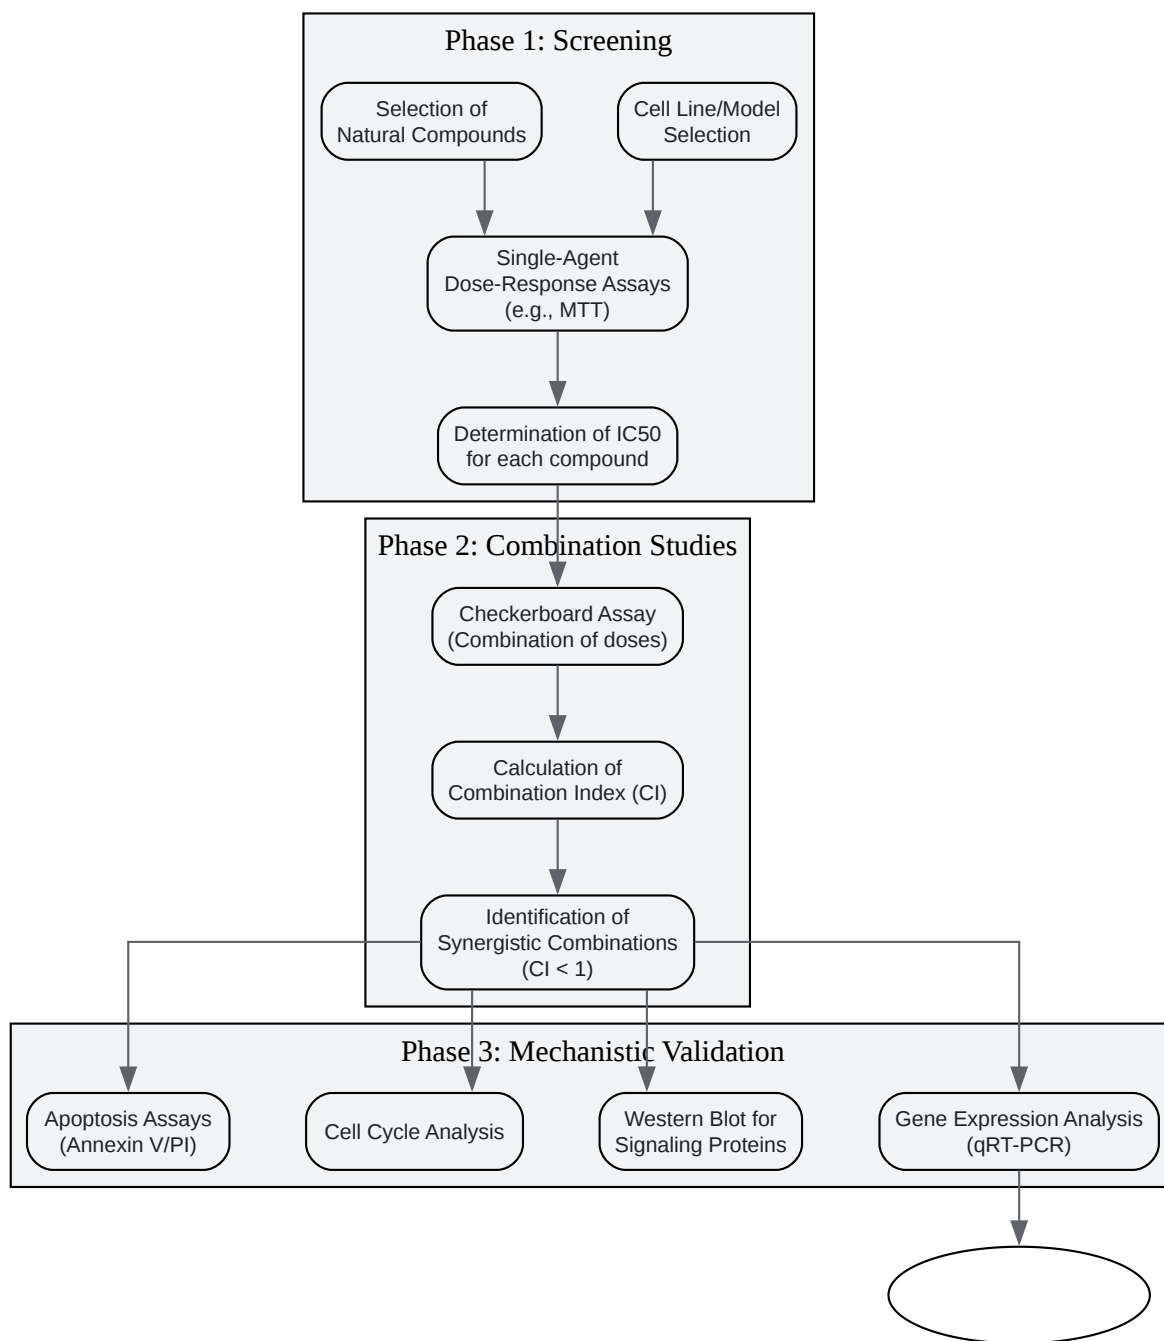 Phase 1: Screening
Selection of
Natural Compounds
Cell Line/Model
Selection
Single-Agent
Dose-Response Assays
(e.g., MTT)
Determination of IC50
for each compound
Phase 2: Combination Studies
Checkerboard Assay
(Combination of doses)
Calculation of
Combination Index (CI)
Identification of
Synergistic Combinations
(CI < 1)
Phase 3: Mechanistic Validation
Apoptosis Assays
(Annexin V/PI)
Cell Cycle Analysis
Western Blot for
Signaling Proteins
Gene Expression Analysis
(qRT-PCR)